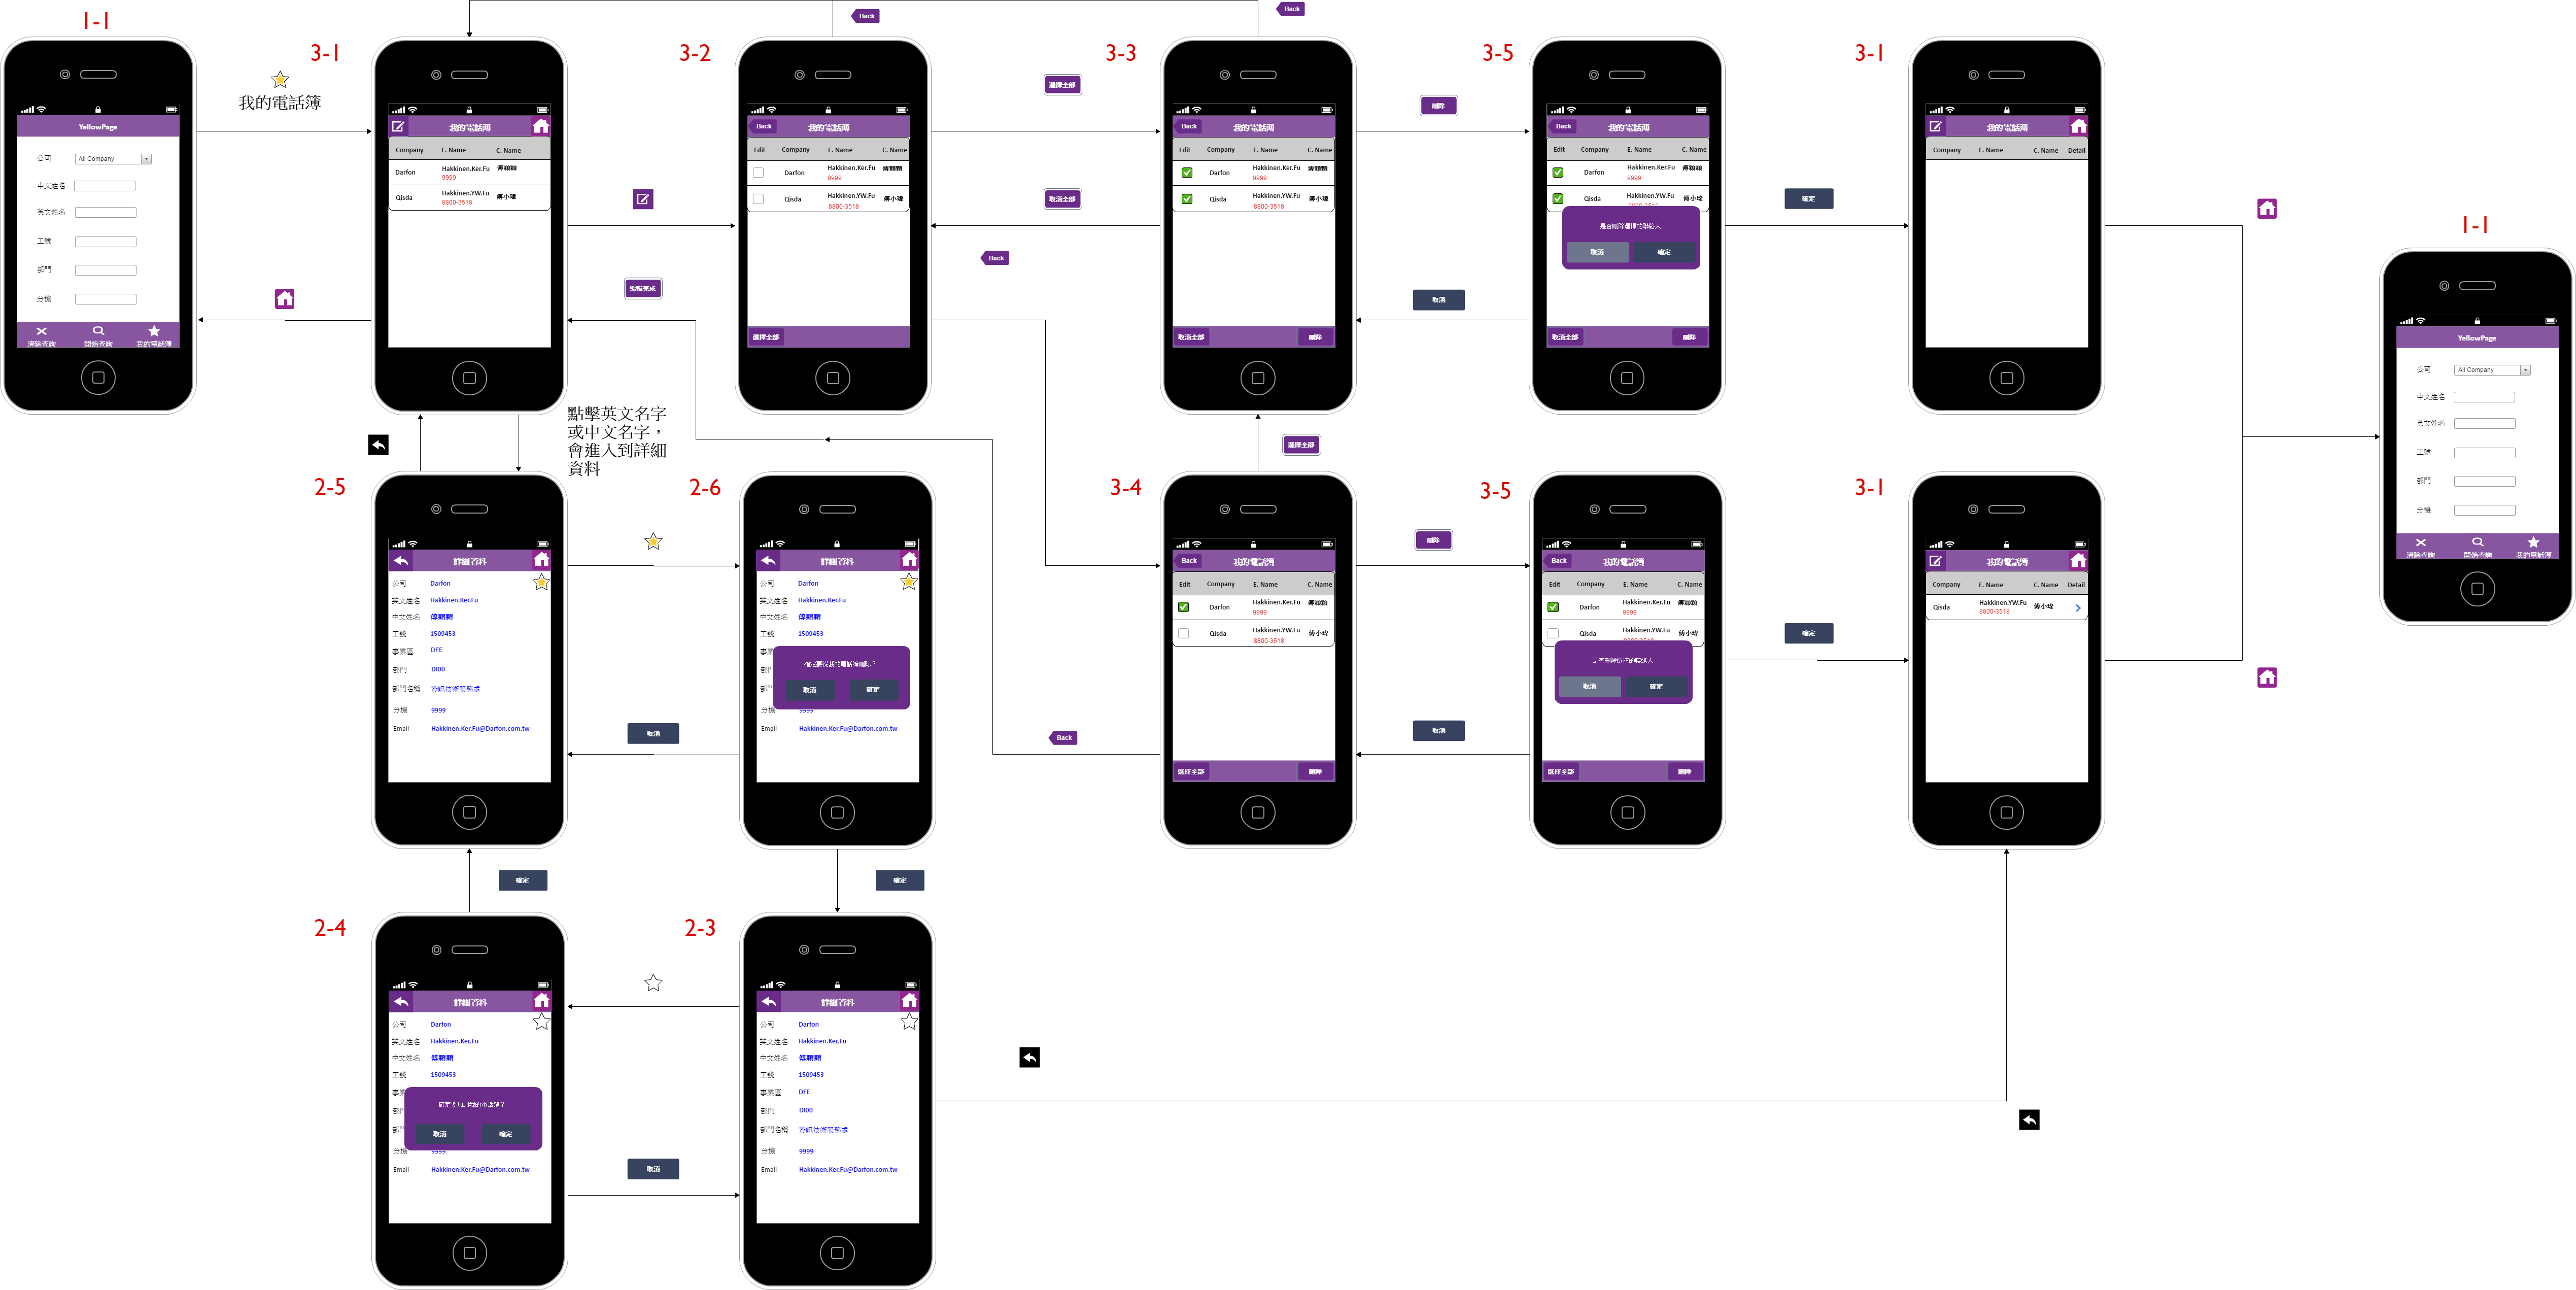 1-1
YellowPage
公司 All Company
中文姓名
英文姓名
工號
部門
分機
清除查詢 開始查詢 我的電話簿
我的電話簿
3-1
我的電話簿
Company E. Name C. Name
Darfon Hakkinen.Ker.Fu 傅顆顆
9999
Qisda Hakkinen.YW.Fu 傅小瑋
8800-3518
編輯完成
點擊英文名字
或中文名字，
會進入到詳細
資料
3-2
Back
Back 我的電話簿
Edit Company E. Name C. Name
Darfon Hakkinen.Ker.Fu 傅顆顆
9999
Qisda Hakkinen.YW.Fu 傅小瑋
8800-3518
選擇全部
選擇全部
取消全部
Back
3-3
Back
Back 我的電話簿
Edit Company E. Name C. Name
Darfon Hakkinen.Ker.Fu 傅顆顆
9999
Qisda Hakkinen.YW.Fu 傅小瑋
8800-3518
取消全部 刪除
刪除
取消
3-5
Back 我的電話簿
Edit Company E. Name C. Name
Darfon Hakkinen.Ker.Fu 傅顆顆
9999
Qisda Hakkinen.YW.Fu 傅小瑋
8800-3518
是否刪除選擇的聯絡人
取消 確定
取消全部 刪除
確定
3-1
我的電話簿
Company E. Name C. Name Detail
1-1
YellowPage
公司 All Company
中文姓名
英文姓名
工號
部門
分機
清除查詢 開始查詢 我的電話簿
2-5
詳細資料
公司 Darfon
英文姓名 Hakkinen.Ker.Fu
中文姓名 傅顆顆
工號 1509453
事業區 DFE
部門 DI00
部門名稱 資訊技術服務處
分機 9999
Email Hakkinen.Ker.Fu@Darfon.com.tw
取消
2-6
詳細資料
公司 Darfon
英文姓名 Hakkinen.Ker.Fu
中文姓名 傅顆顆
工號 1509453
事業
部門
部門
確定要從我的電話簿刪除？
取消 確定
分機 9999
Email Hakkinen.Ker.Fu@Darfon.com.tw
Back
3-4
選擇全部
Back 我的電話簿
Edit Company E. Name C. Name
Darfon Hakkinen.Ker.Fu 傅顆顆
9999
Qisda Hakkinen.YW.Fu 傅小瑋
8800-3518
選擇全部 刪除
刪除
取消
3-5
Back 我的電話簿
Edit Company E. Name C. Name
Darfon Hakkinen.Ker.Fu 傅顆顆
9999
Qisda Hakkinen.YW.Fu 傅小瑋
8800-3518
是否刪除選擇的聯絡人
取消 確定
選擇全部 刪除
確定
3-1
我的電話簿
Company E. Name C. Name Detail
Qisda Hakkinen.YW.Fu 傅小瑋
8800-3518
確定
確定
2-4
詳細資料
公司 Darfon
英文姓名 Hakkinen.Ker.Fu
中文姓名 傅顆顆
工號 1509453
事業
部門
部門
確定要加到我的電話簿？
取消 確定
分機 9999
Email Hakkinen.Ker.Fu@Darfon.com.tw
取消
2-3
詳細資料
公司 Darfon
英文姓名 Hakkinen.Ker.Fu
中文姓名 傅顆顆
工號 1509453
事業區 DFE
部門 DI00
部門名稱 資訊技術服務處
分機 9999
Email Hakkinen.Ker.Fu@Darfon.com.tw